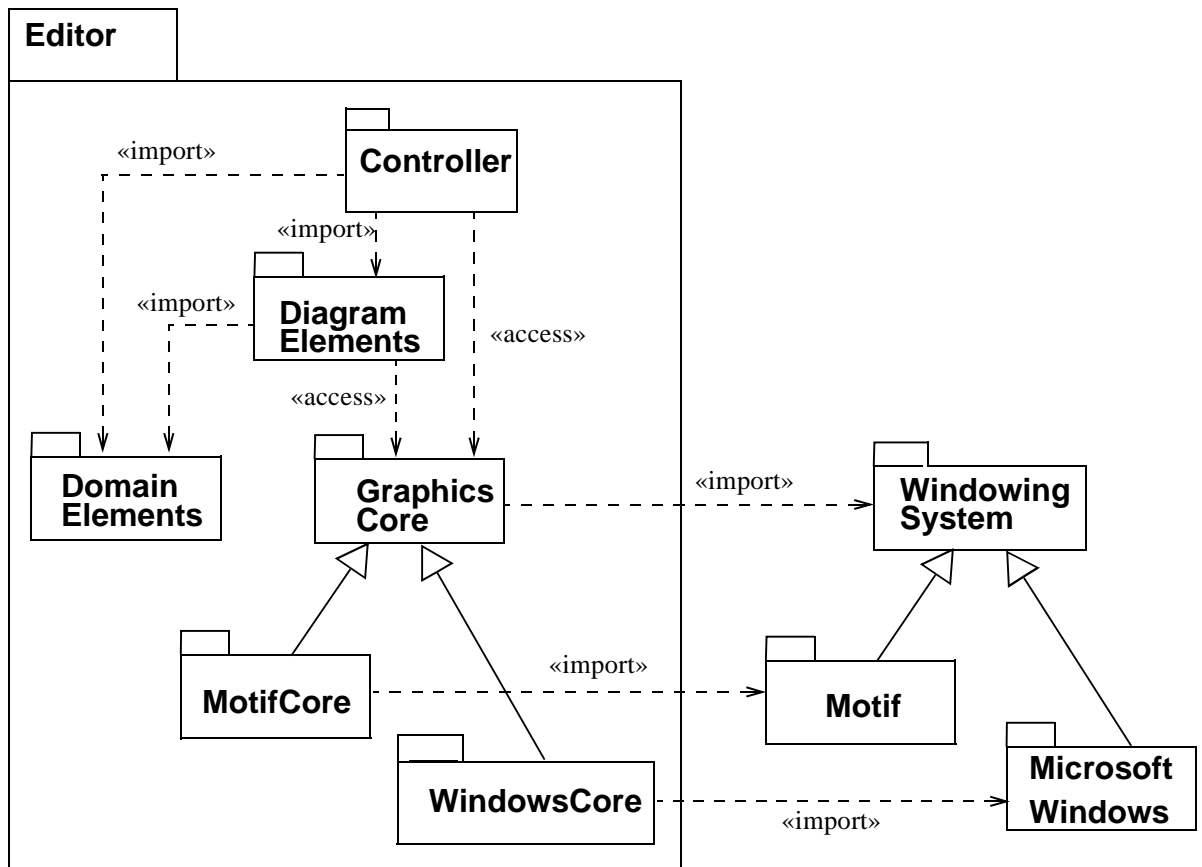 Editor
Controller
«import»
«import»
Diagram
Elements
«import»
«access»
«access»
Domain
Elements
Graphics
Core
«import»
Windowing
System
MotifCore
«import»
Motif
WindowsCore
«import»
Microsoft
Windows